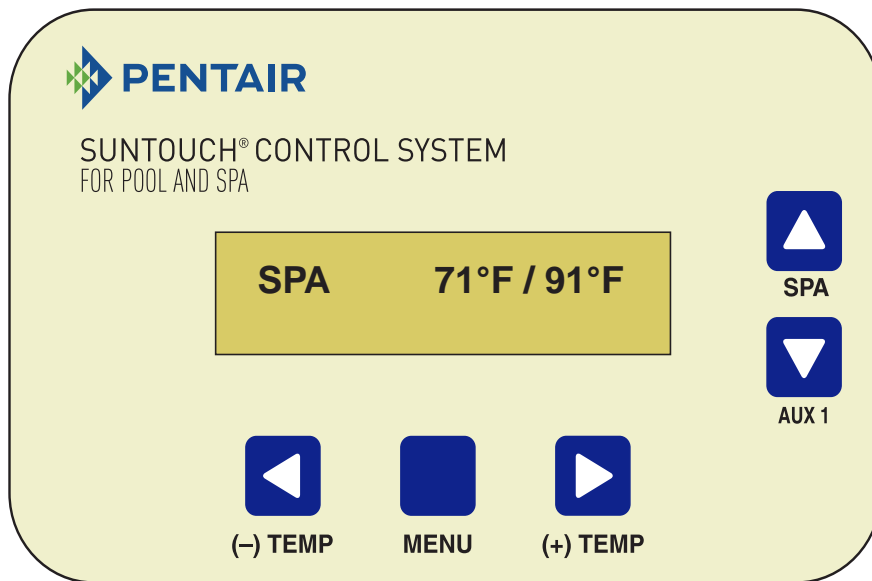 PENTAIR
SUNTOUCH® CONTROL SYSTEM
FOR POOL AND SPA
SPA 71°F / 91°F
SPA
AUX 1
(–) TEMP MENU (+) TEMP